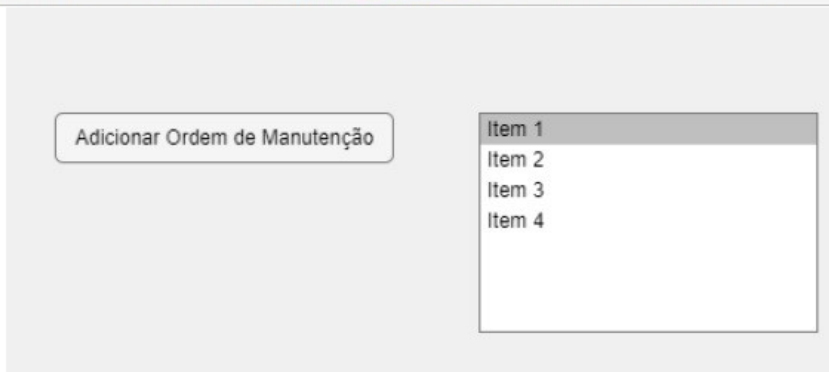 Adicionar Ordem de Manutenção
Item 1
Item 2
Item 3
Item 4